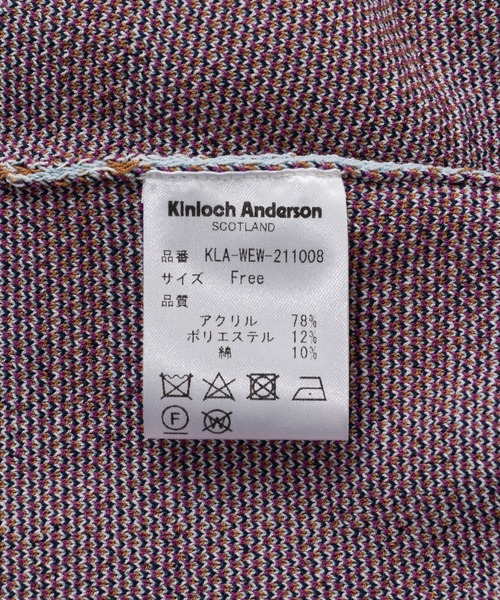 Kinloch Anderson
SCOTLAND
品番 KLA-WEW-211008
サイズ Free
品質
アクリル 78%
ポリエステル 12%
綿 10%
F W